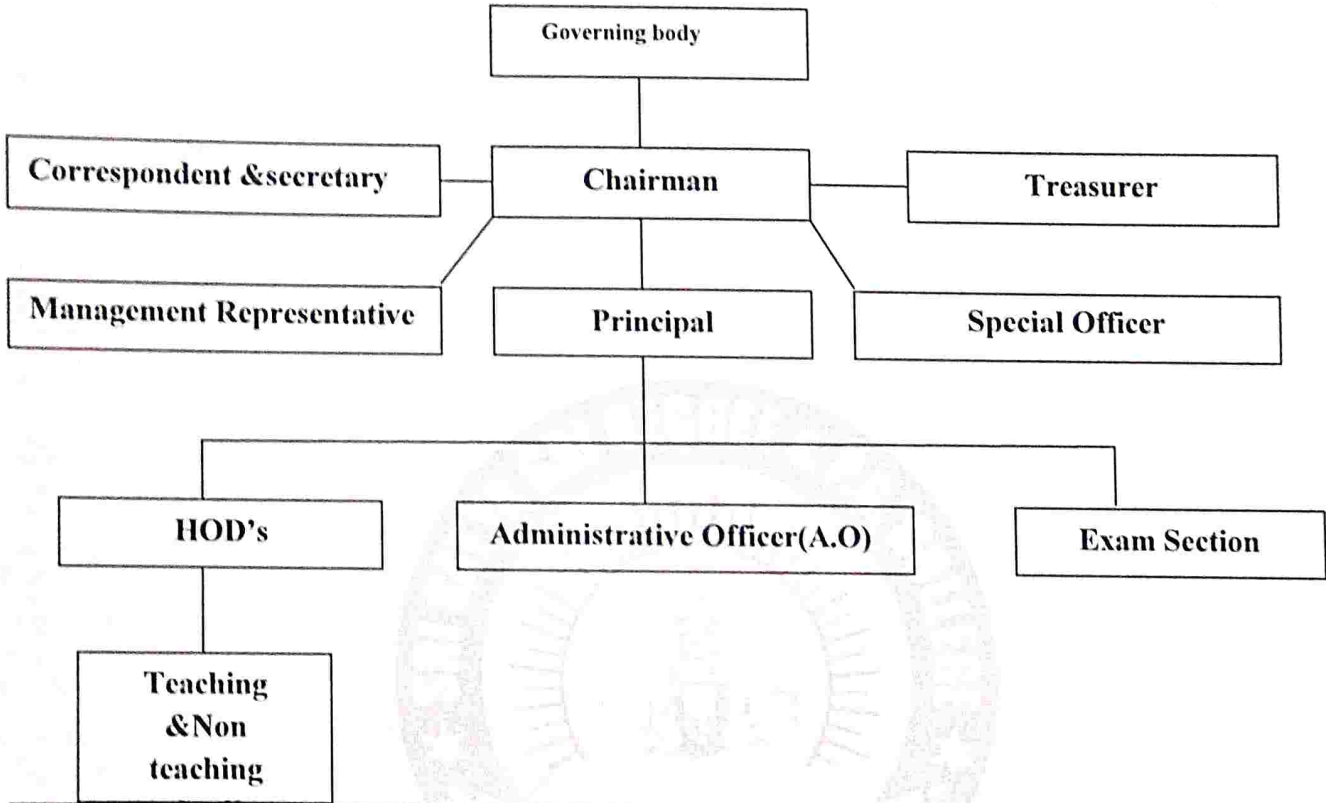 Governing body
Correspondent &secretary
Chairman
Treasurer
Management Representative
Principal
Special Officer
HOD's
Administrative Officer(A.O)
Exam Section
Teaching
&Non
teaching